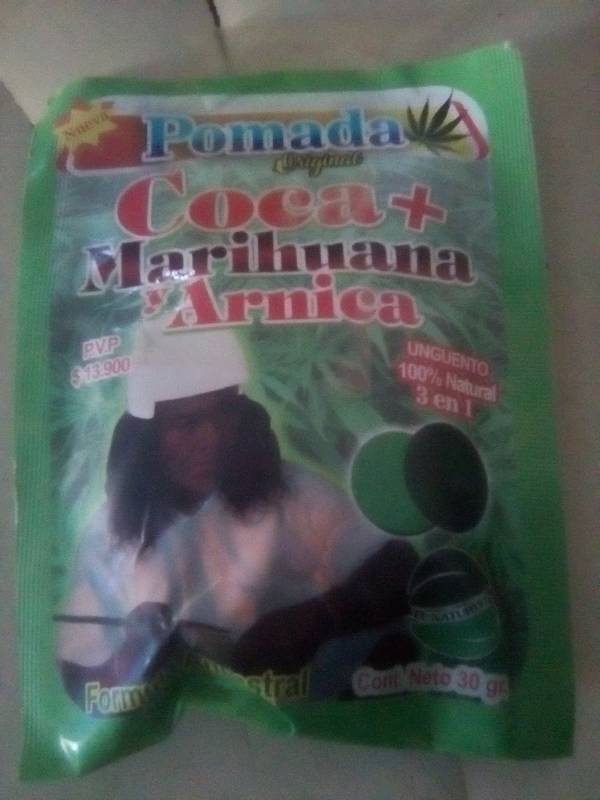 Nuevo
Pomada
Original
Coca +
Marihuana
y Arnica
P.V.P
$ 13.900
UNGUENTO
100% Natural
3 en 1
Cont. Neto 30 gr.